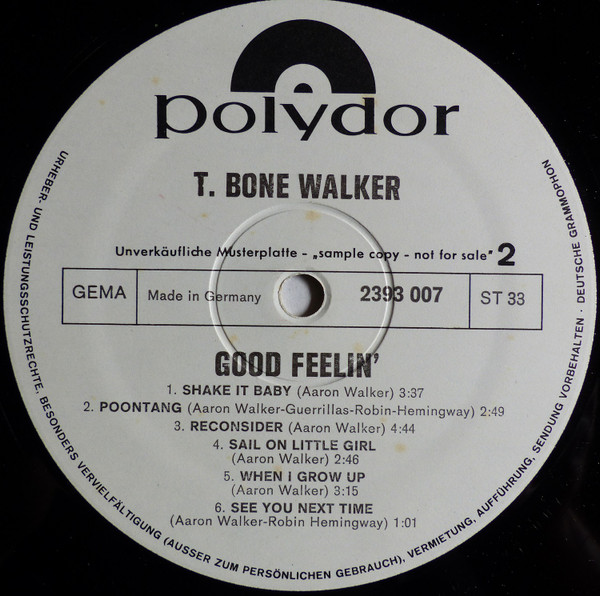 polydor
T. BONE WALKER
Unverkäufliche Musterplatte - „sample copy - not for sale" 2
GEMA Made in Germany 2393 007 ST 33
GOOD FEELIN'
1. SHAKE IT BABY (Aaron Walker) 3:37
2. POONTANG (Aaron Walker-Guerrillas-Robin-Hemingway) 2:49
3. RECONSIDER (Aaron Walker) 4:44
4. SAIL ON LITTLE GIRL
(Aaron Walker) 2:46
5. WHEN I GROW UP
(Aaron Walker) 3:15
6. SEE YOU NEXT TIME
(Aaron Walker-Robin Hemingway) 1:01
URHEBER- UND LEISTUNGSSCHUTZRECHTE, BESONDERS VERVIELFÄLTIGUNG (AUSSER ZUM PERSÖNLICHEN GEBRAUCH), VERMIETUNG, AUFFÜHRUNG, SENDUNG VORBEHALTEN · DEUTSCHE GRAMMOPHON